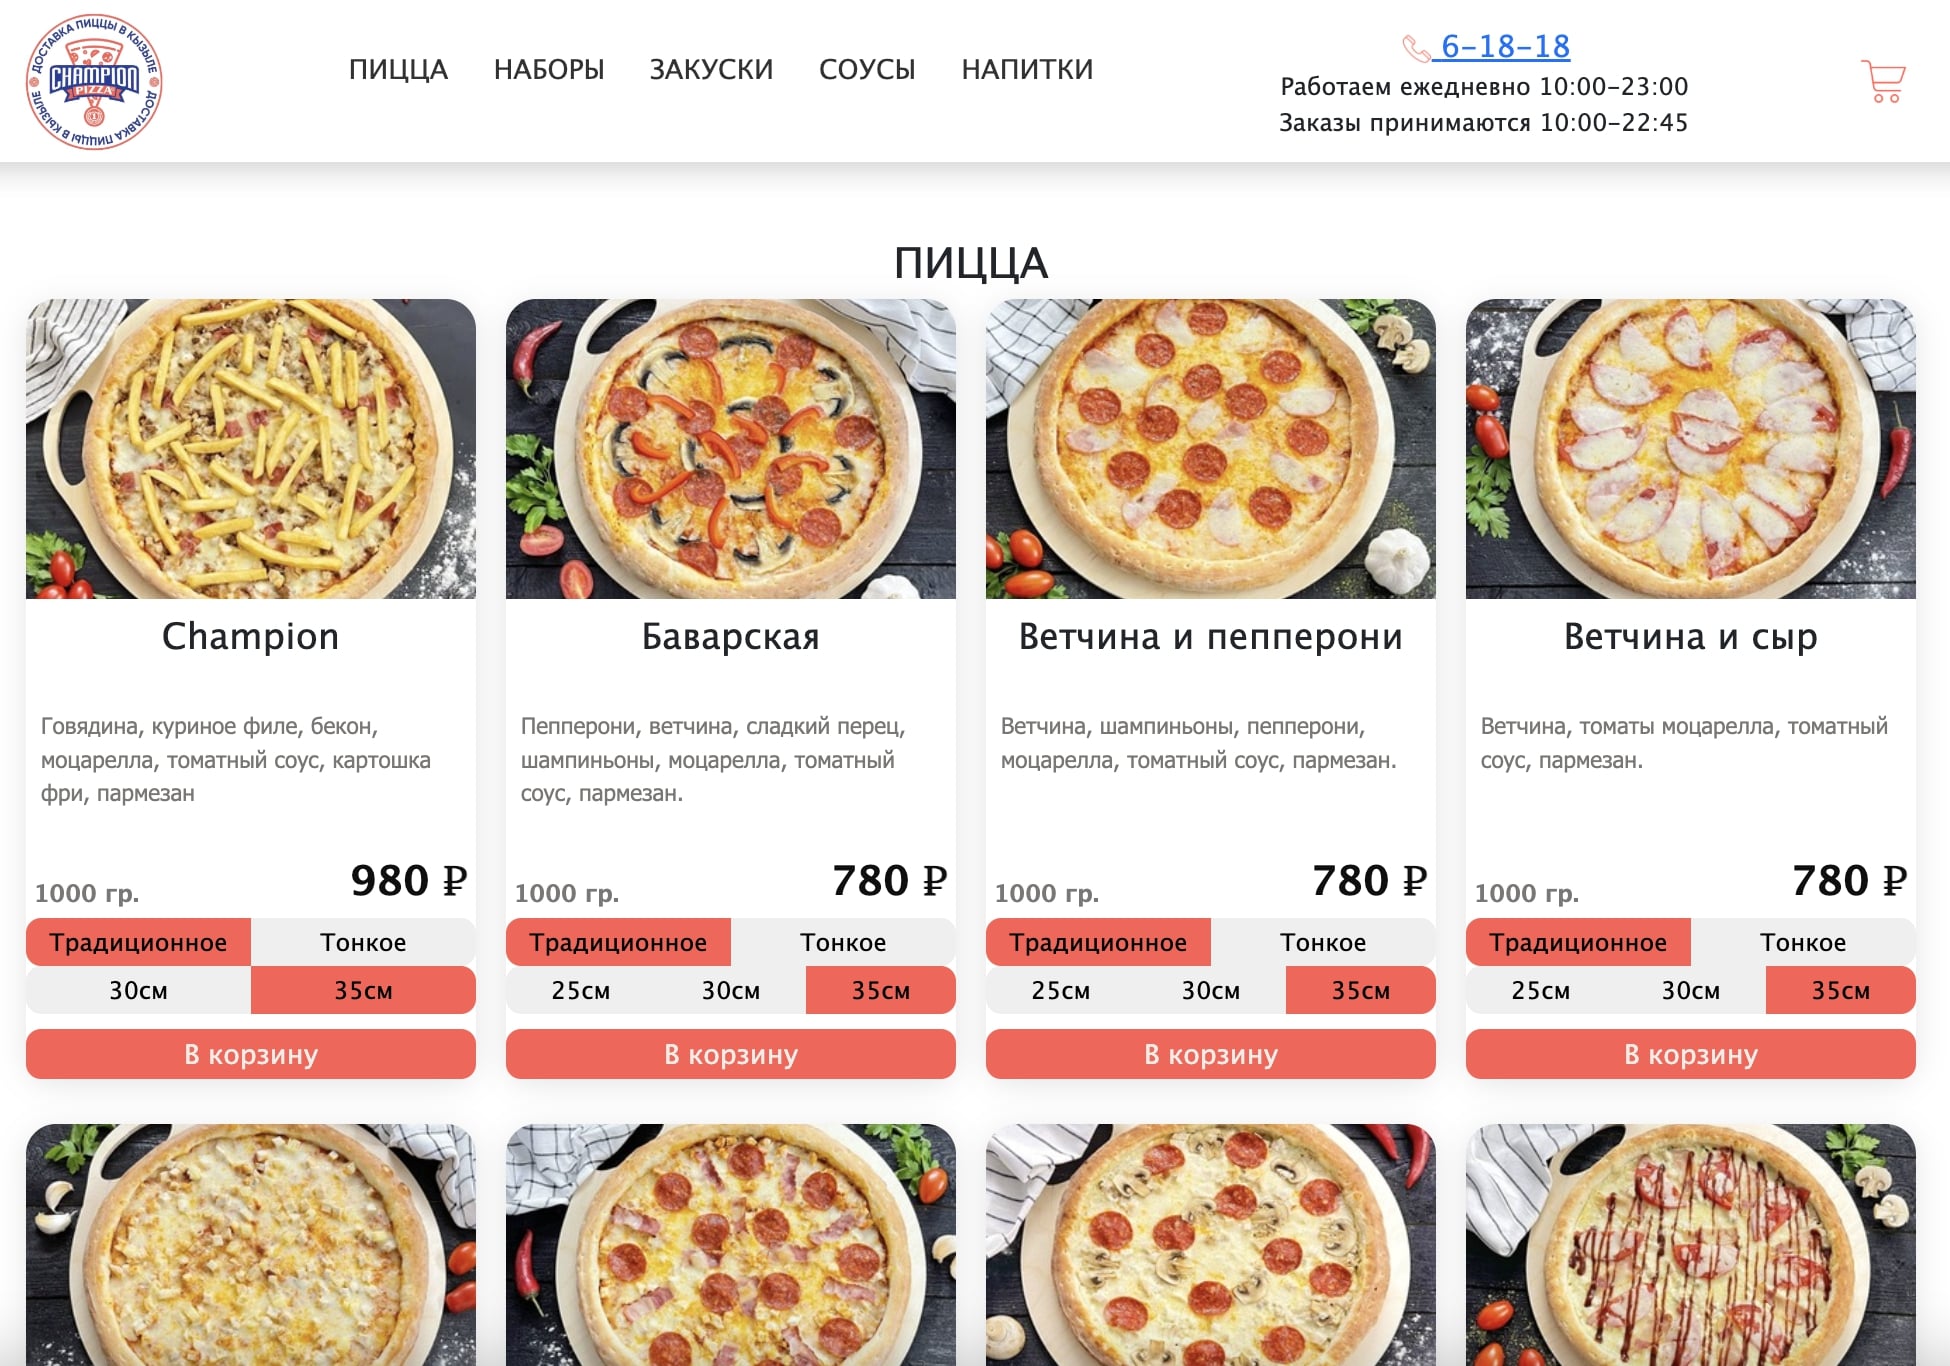 ДОСТАВКА ПИЦЦЫ В КЫЗЫЛЕ
CHAMPION
PIZZA
ДОСТАВКА ПИЦЦЫ В КЫЗЫЛЕ
ПИЦЦА НАБОРЫ ЗАКУСКИ СОУСЫ НАПИТКИ
6-18-18
Работаем ежедневно 10:00-23:00
Заказы принимаются 10:00-22:45
ПИЦЦА
Champion
Говядина, куриное филе, бекон,
моцарелла, томатный соус, картошка
фри, пармезан
1000 гр. 980 ₽
Традиционное Тонкое
30см 35см
В корзину
Баварская
Пепперони, ветчина, сладкий перец,
шампиньоны, моцарелла, томатный
соус, пармезан.
1000 гр. 780 ₽
Традиционное Тонкое
25см 30см 35см
В корзину
Ветчина и пепперони
Ветчина, шампиньоны, пепперони,
моцарелла, томатный соус, пармезан.
1000 гр. 780 ₽
Традиционное Тонкое
25см 30см 35см
В корзину
Ветчина и сыр
Ветчина, томаты моцарелла, томатный
соус, пармезан.
1000 гр. 780 ₽
Традиционное Тонкое
25см 30см 35см
В корзину